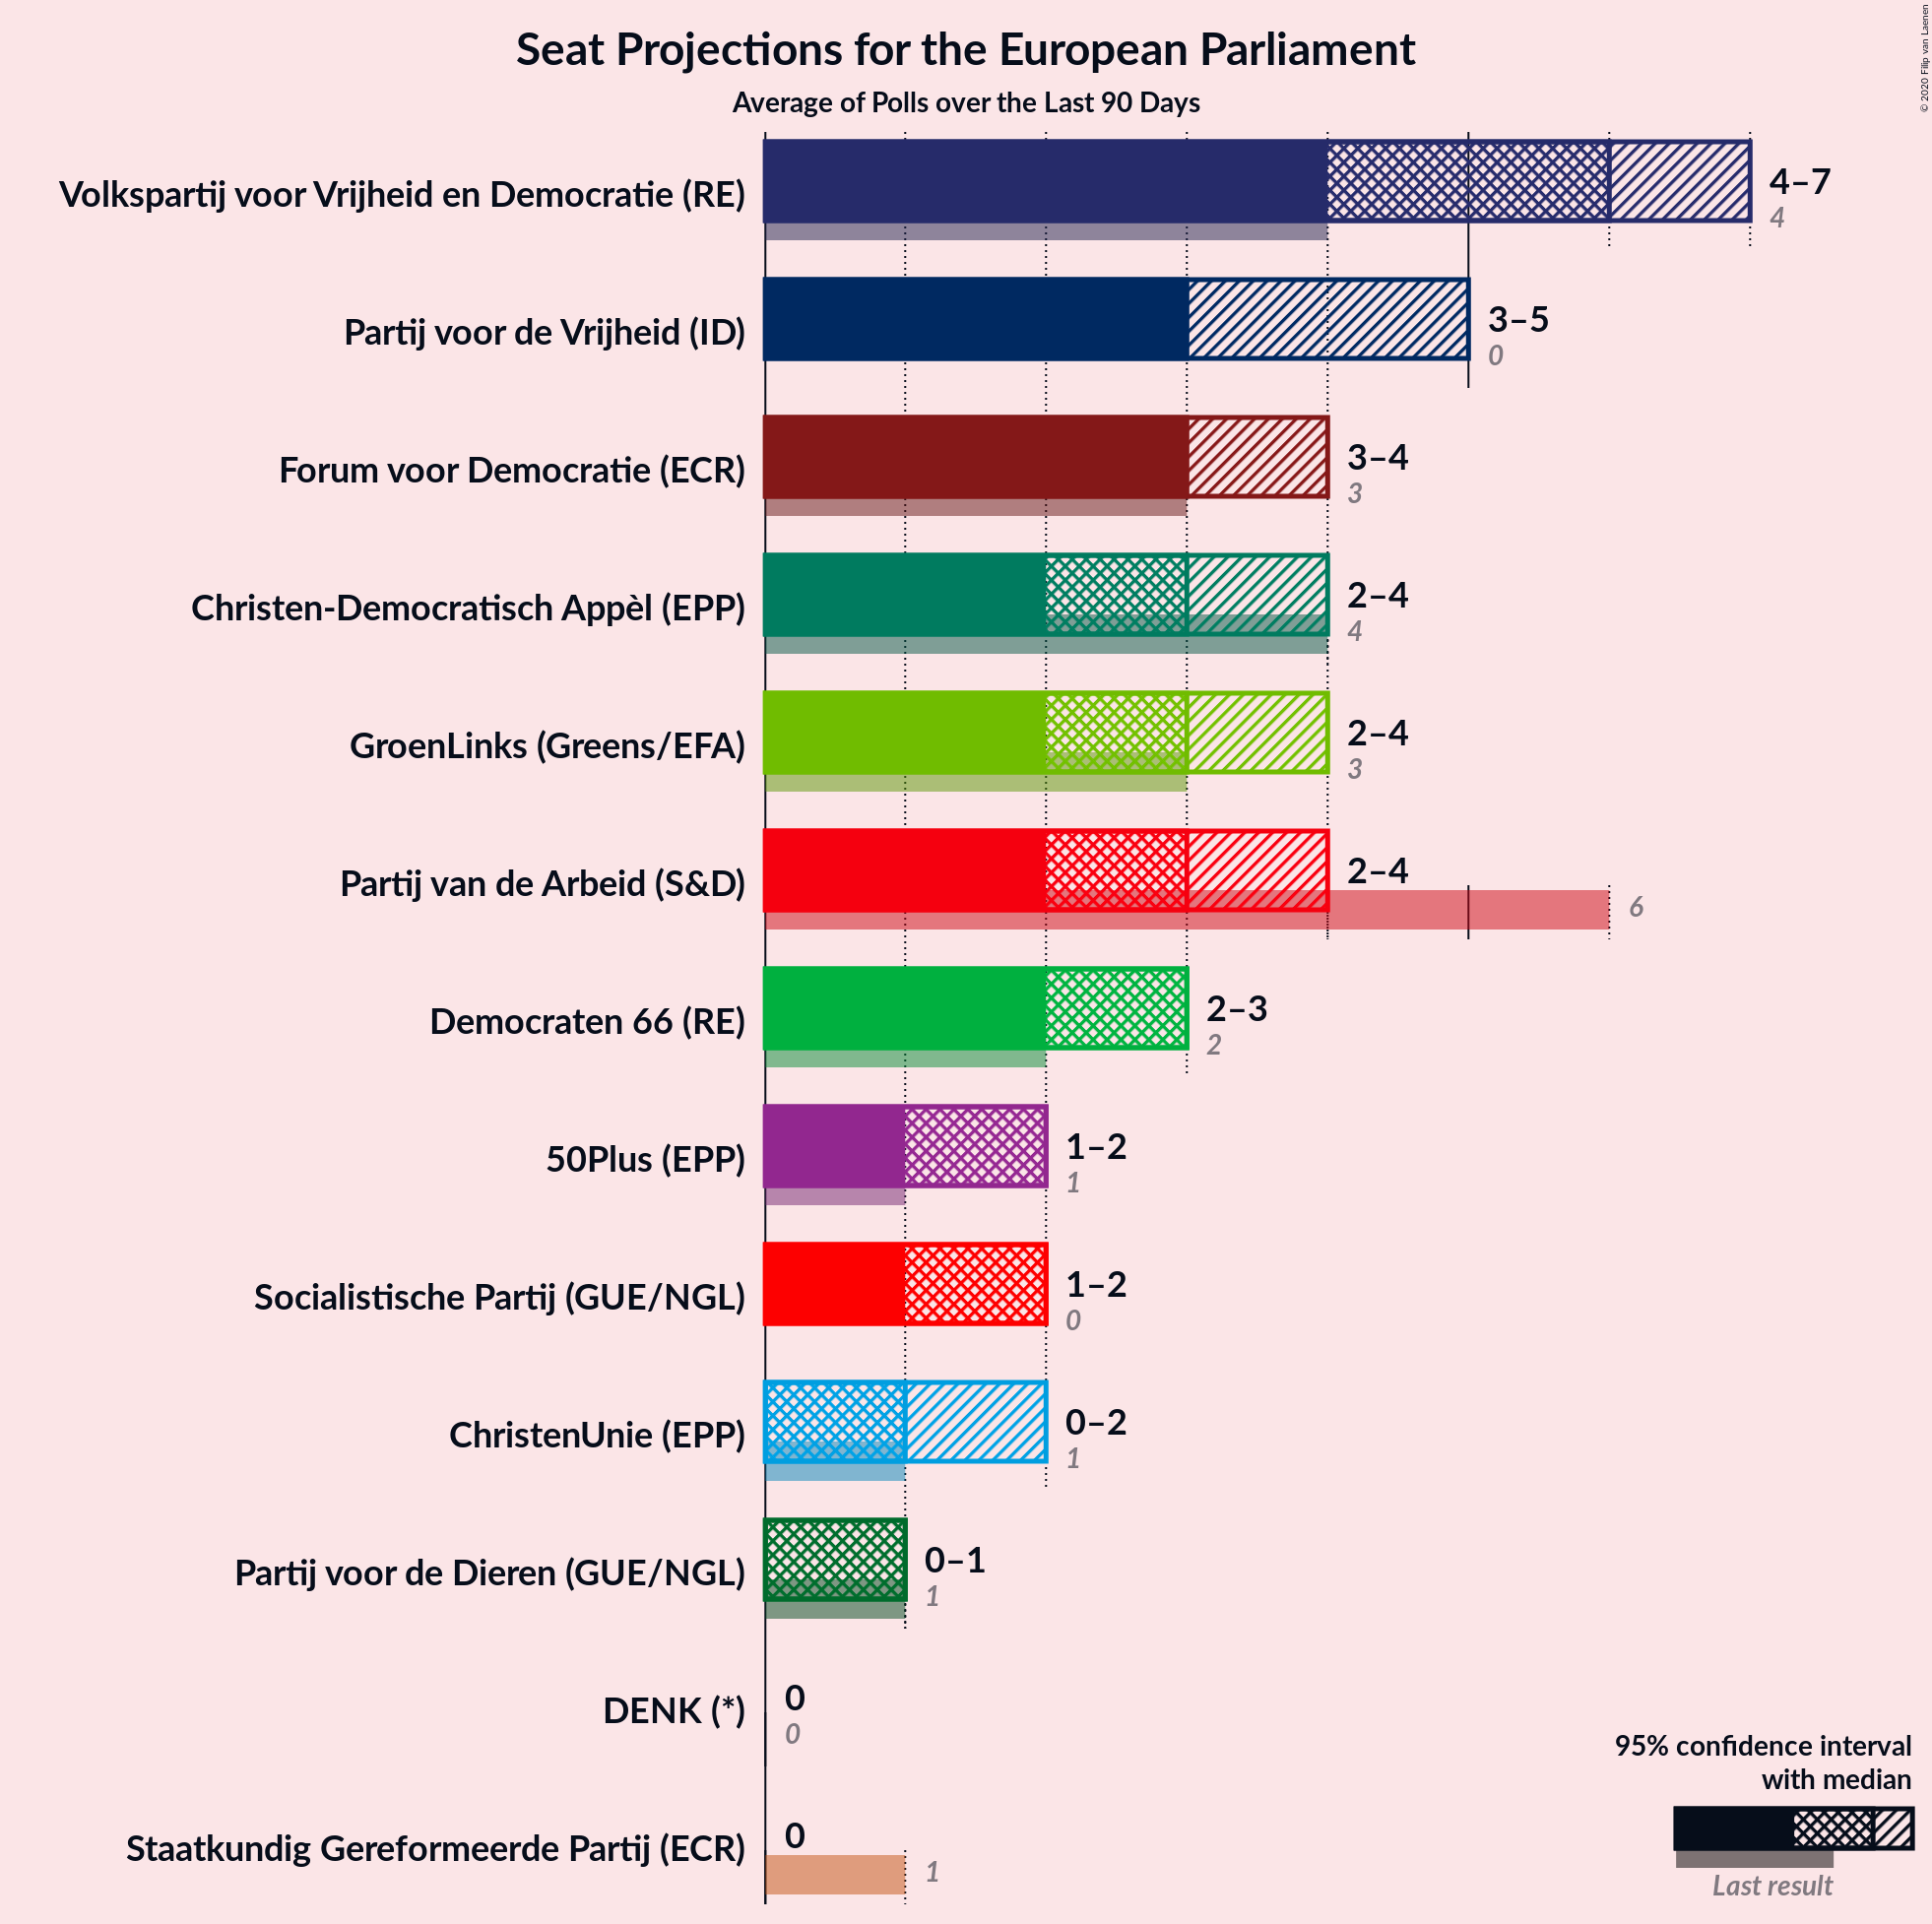 Seat Projections for the European Parliament
Average of Polls over the Last 90 Days
© 2020 Filip van Laenen
Volkspartij voor Vrijheid en Democratie (RE)
4–7
4
Partij voor de Vrijheid (ID)
3–5
0
Forum voor Democratie (ECR)
3–4
3
Christen-Democratisch Appèl (EPP)
2–4
4
GroenLinks (Greens/EFA)
2–4
3
Partij van de Arbeid (S&D)
2–4
6
Democraten 66 (RE)
2–3
2
50Plus (EPP)
1–2
1
Socialistische Partij (GUE/NGL)
1–2
0
ChristenUnie (EPP)
0–2
1
Partij voor de Dieren (GUE/NGL)
0–1
1
DENK (*)
0
0
Staatkundig Gereformeerde Partij (ECR)
0
1
95% confidence interval
with median
Last result